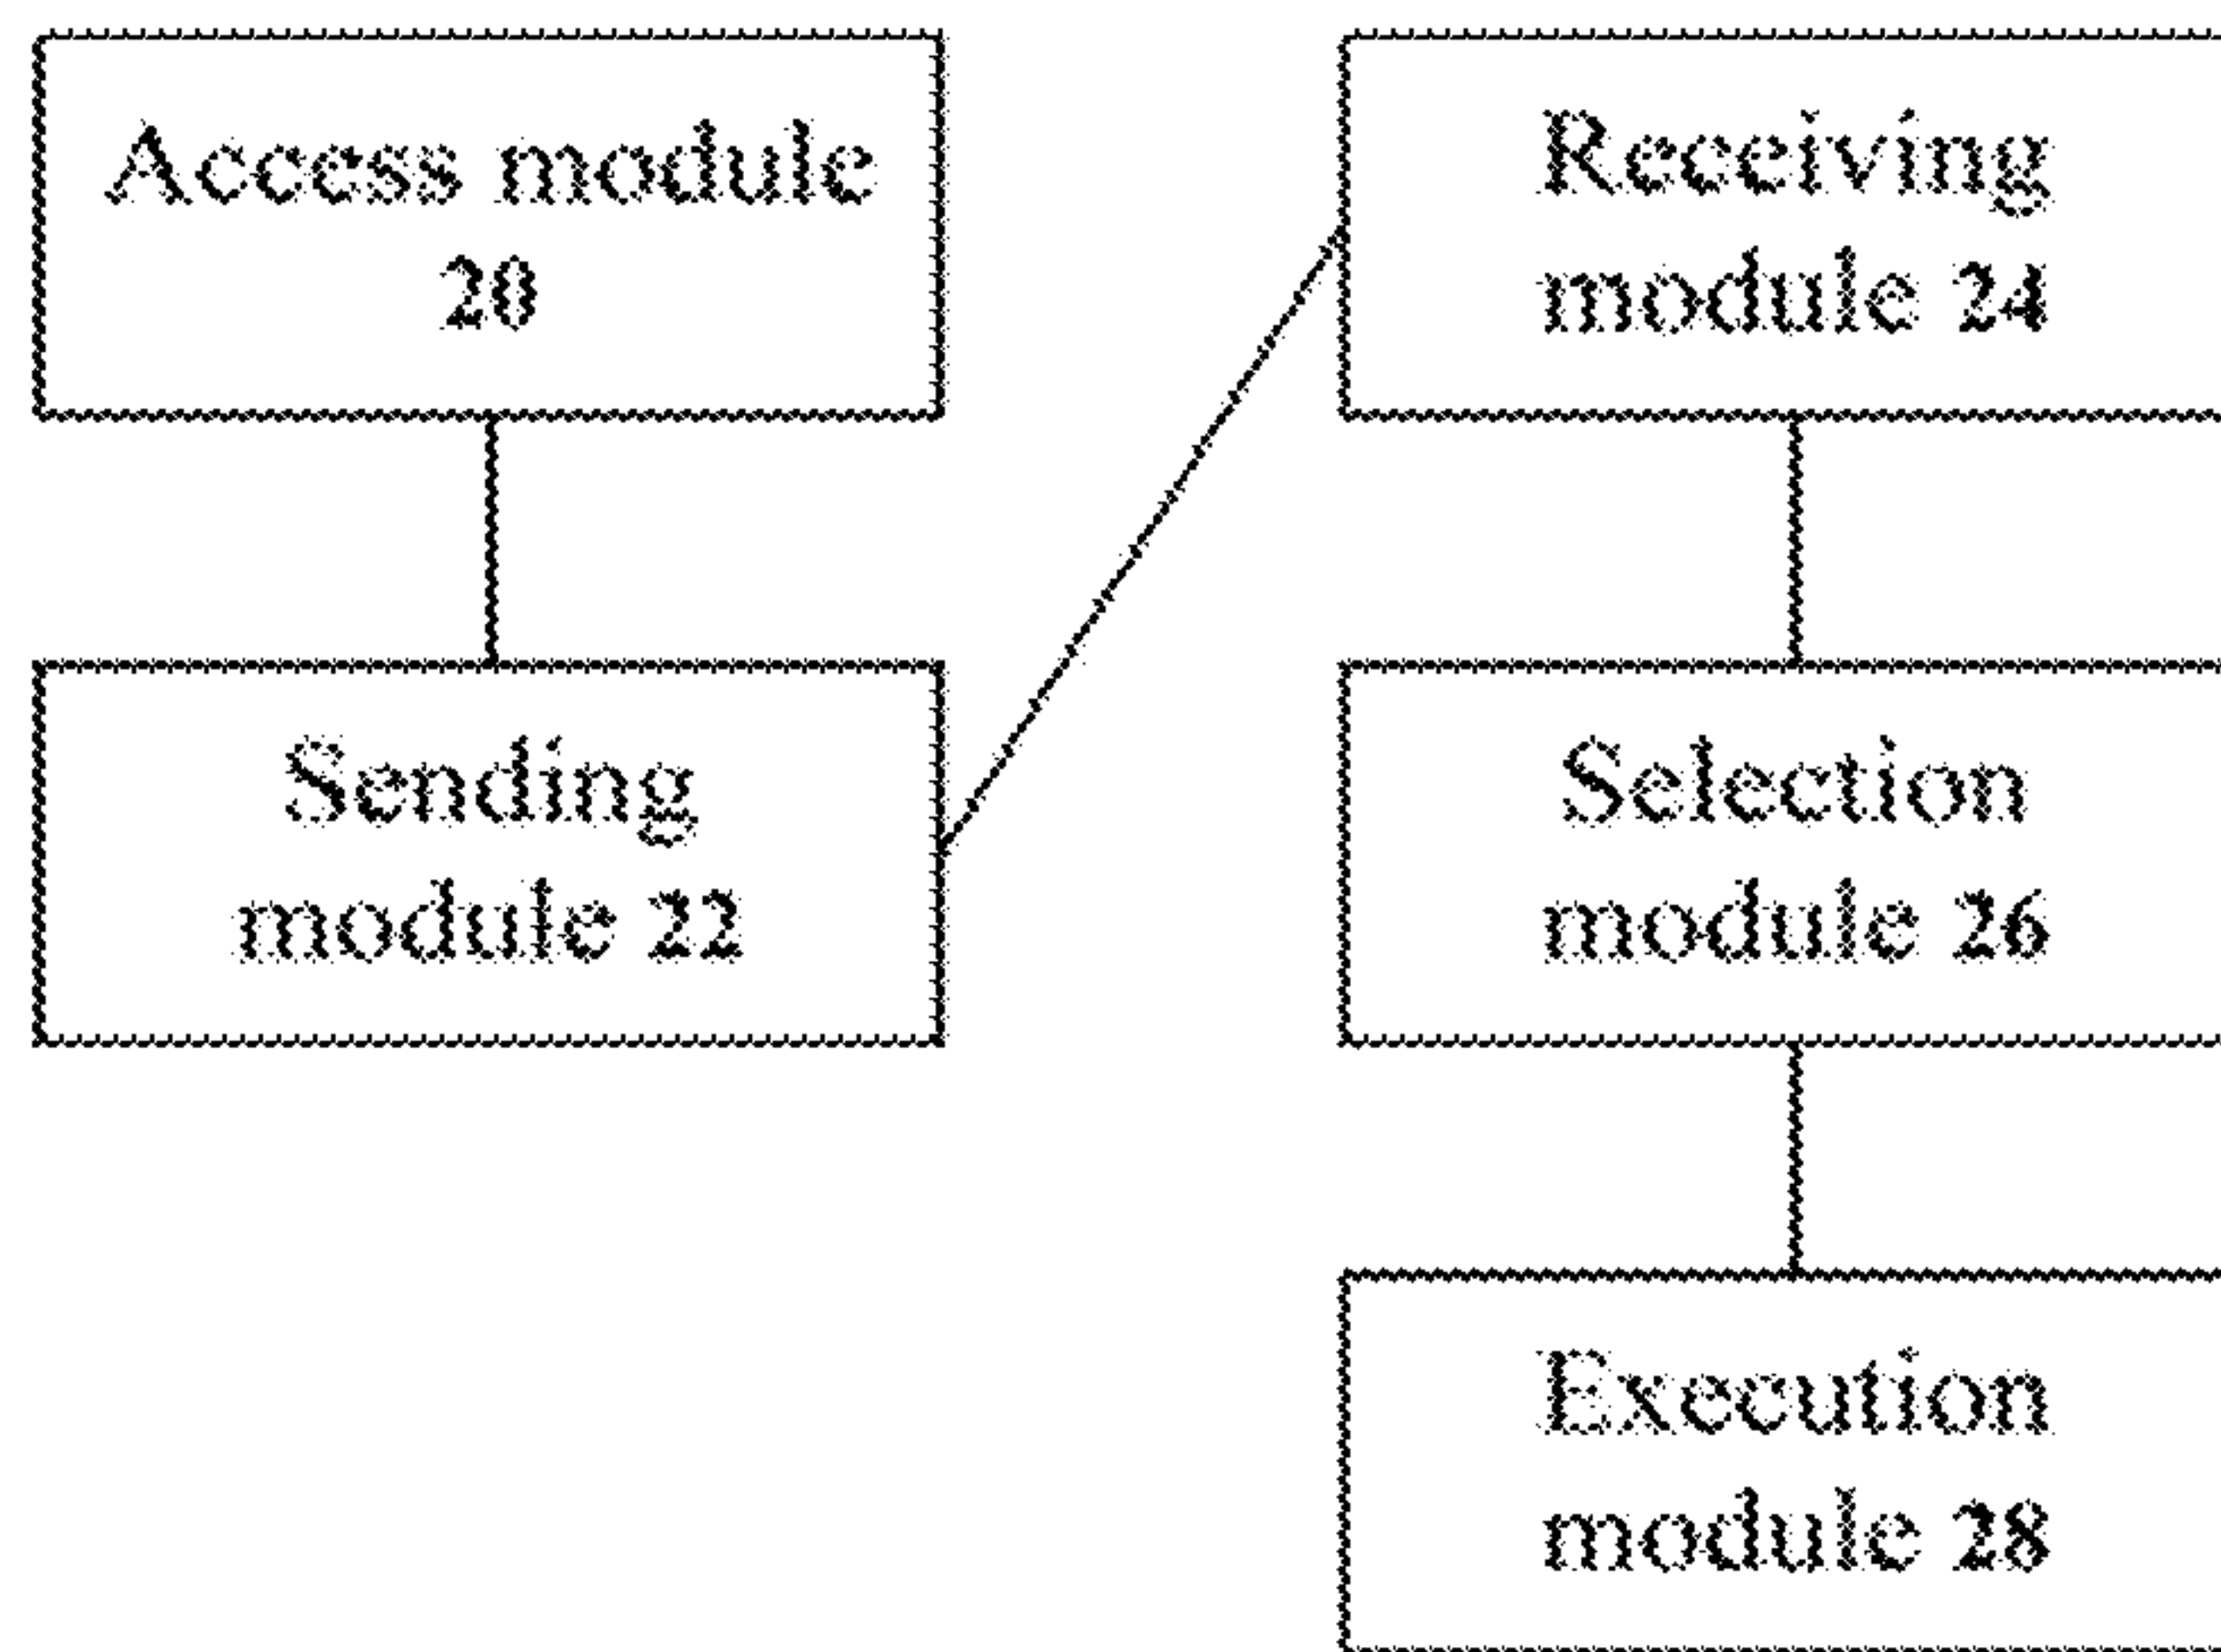 Access module
20
Sending
module 22
Receiving
module 24
Selection
module 26
Execution
module 28